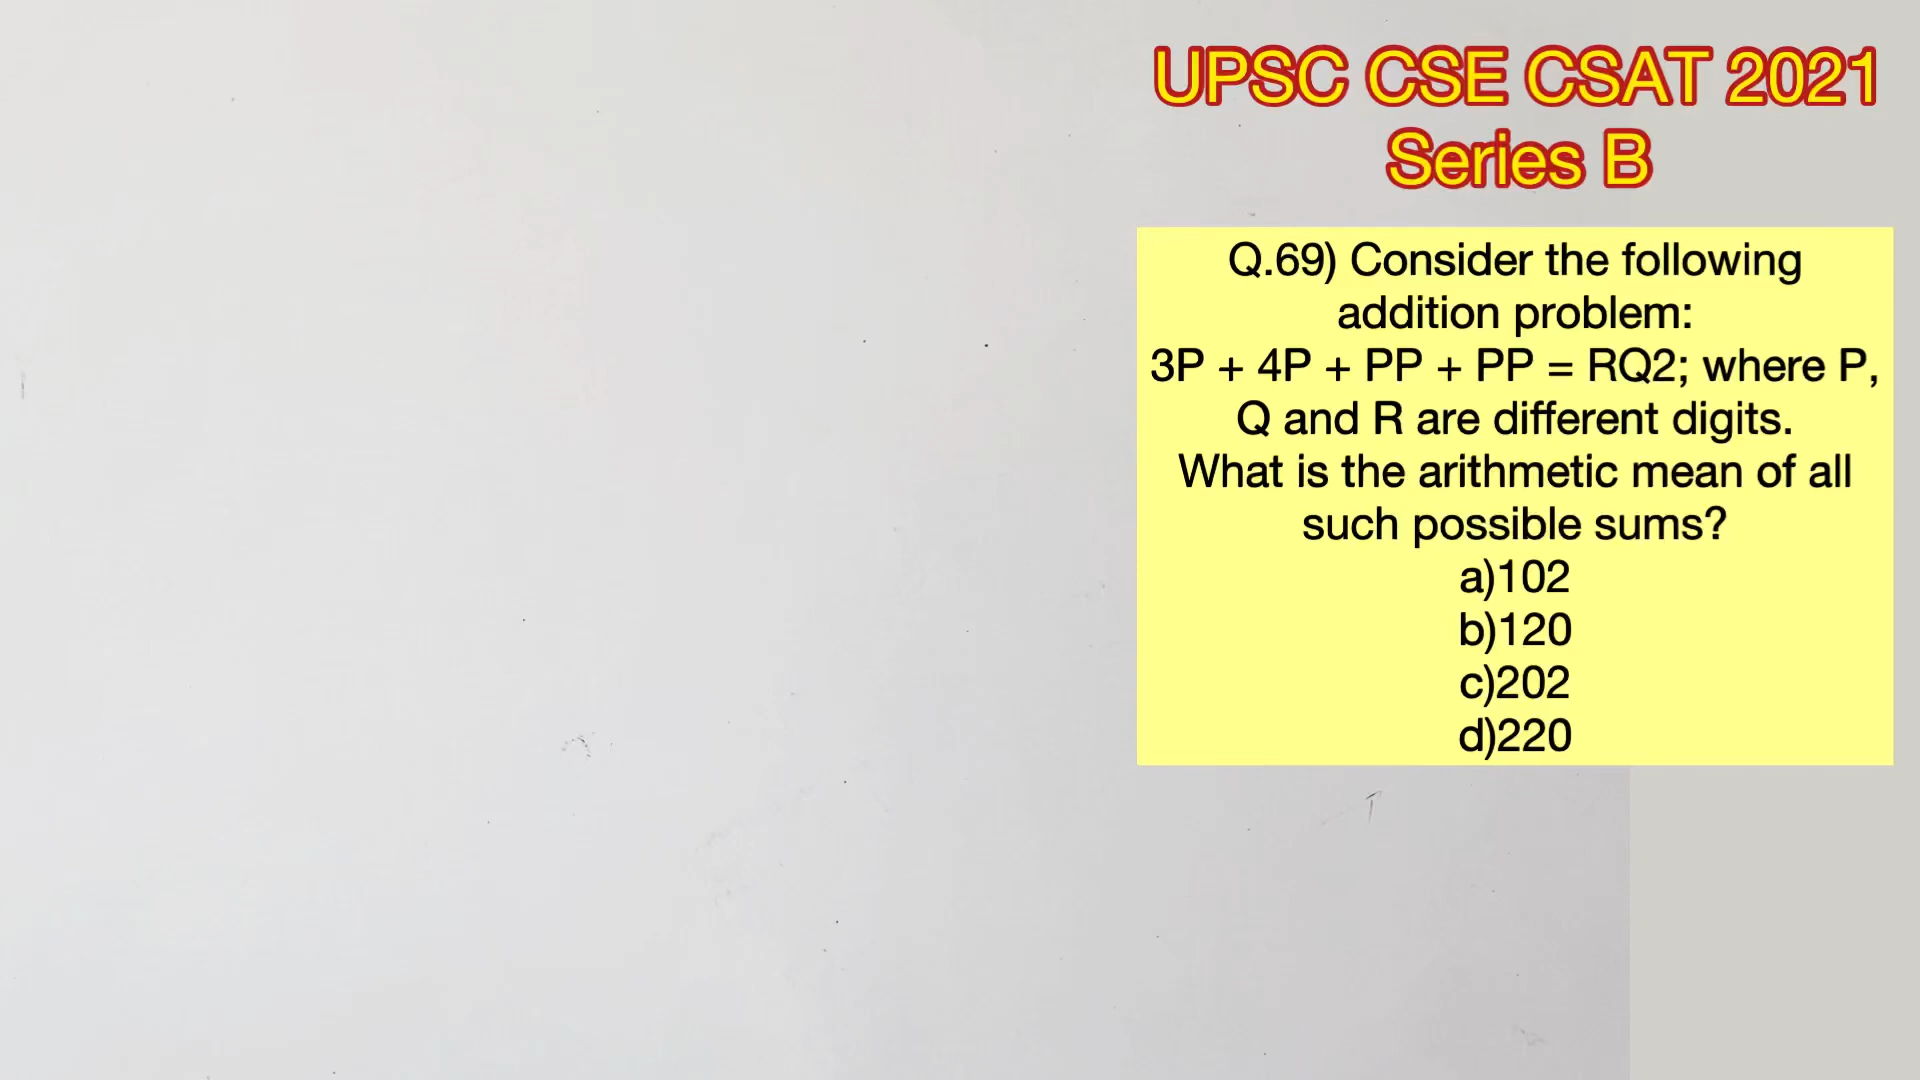 UPSC CSE CSAT 2021
Series B
Q.69) Consider the following
addition problem:
3P + 4P + PP + PP = RQ2; where P,
Q and R are different digits.
What is the arithmetic mean of all
such possible sums?
a)102
b)120
c)202
d)220